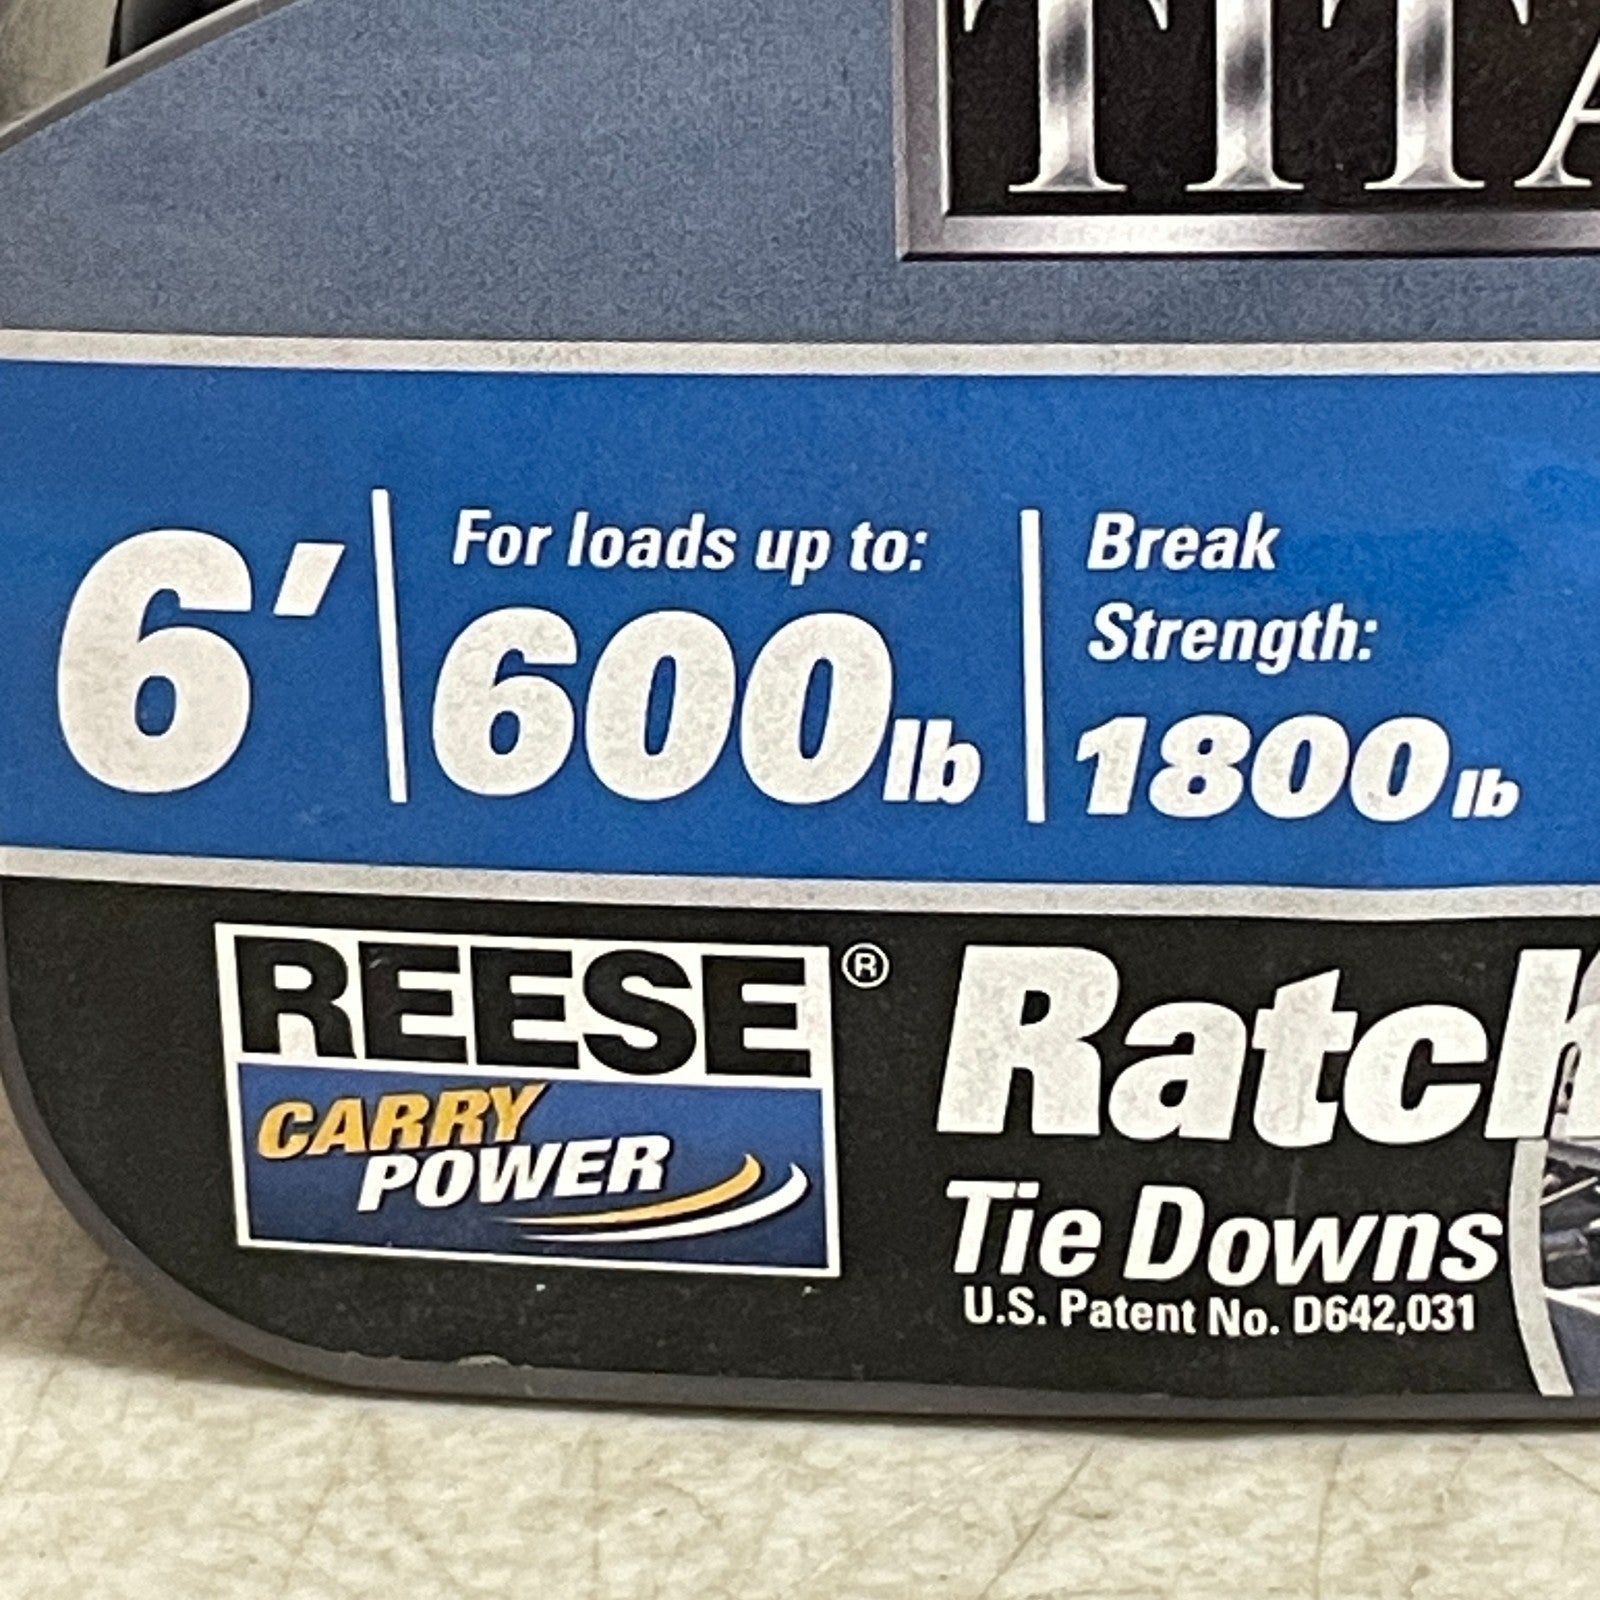 TITA
6'
For loads up to:
600lb
Break
Strength:
1800lb
REESE®
CARRY
POWER
Ratch
Tie Downs
U.S. Patent No. D642,031